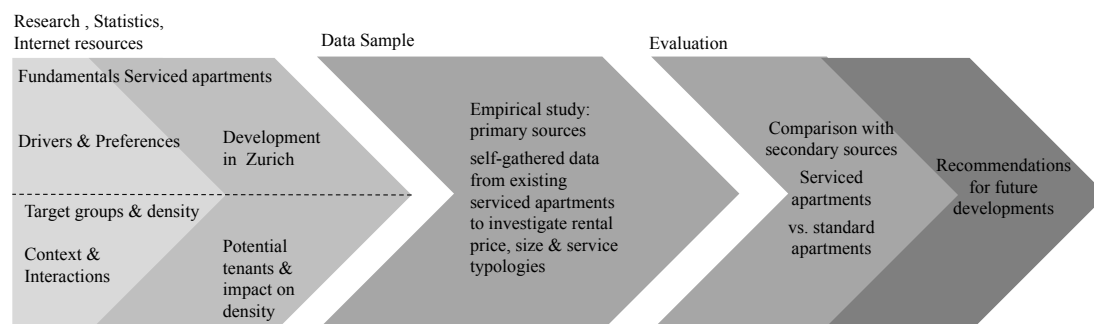 Research , Statistics,
Internet resources
Data Sample
Evaluation
Fundamentals Serviced apartments
Drivers & Preferences
Development
in Zurich
Target groups & density
Context &
Interactions
Potential
tenants &
impact on
density
Empirical study:
primary sources
self-gathered data
from existing
serviced apartments
to investigate rental
price, size & service
typologies
Comparison with
secondary sources
Serviced
apartments
vs. standard
apartments
Recommendations
for future
developments